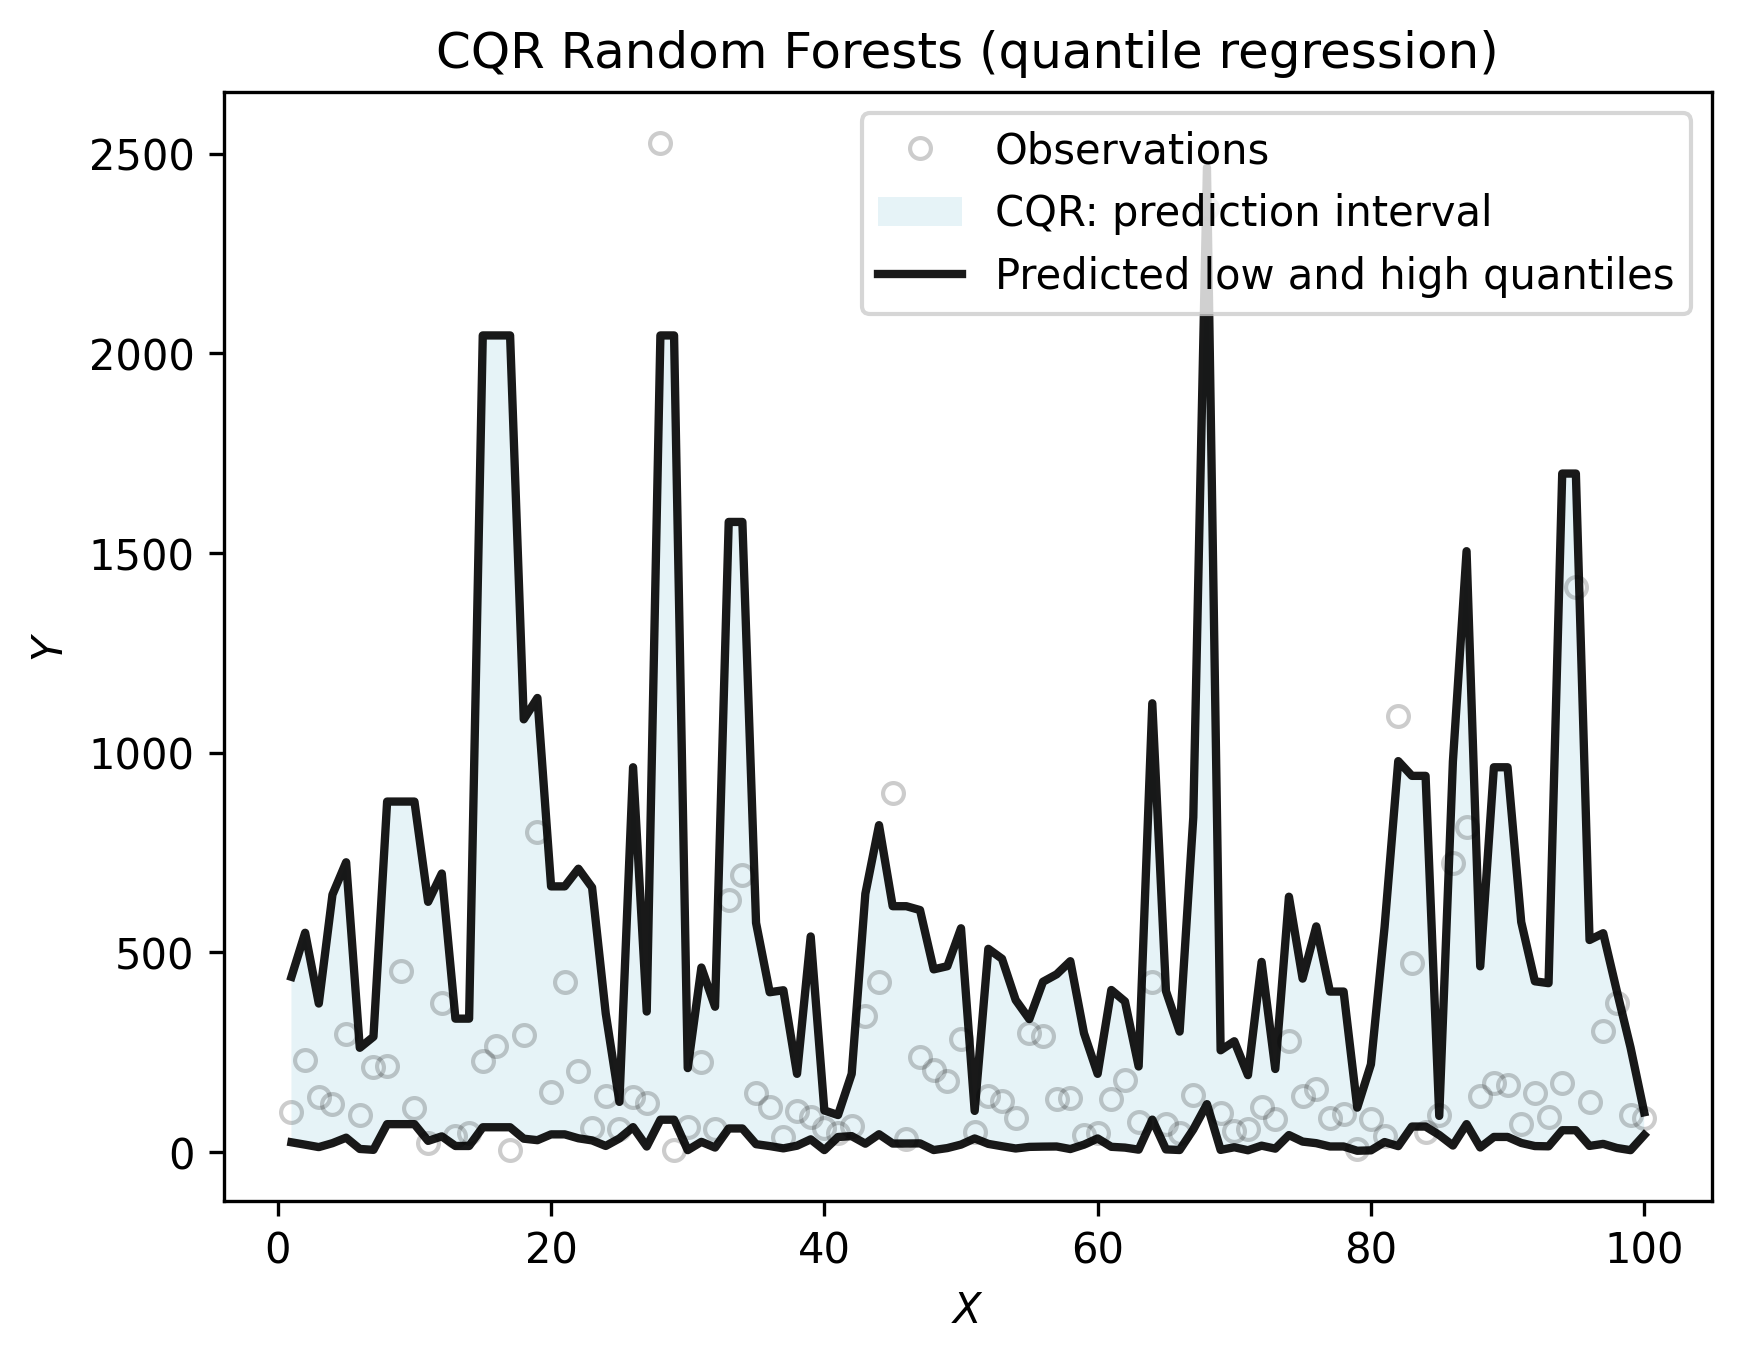 CQR Random Forests (quantile regression)
Observations
CQR: prediction interval
Predicted low and high quantiles
2500
2000
1500
1000
500
0
Y
0 20 40 60 80 100
X